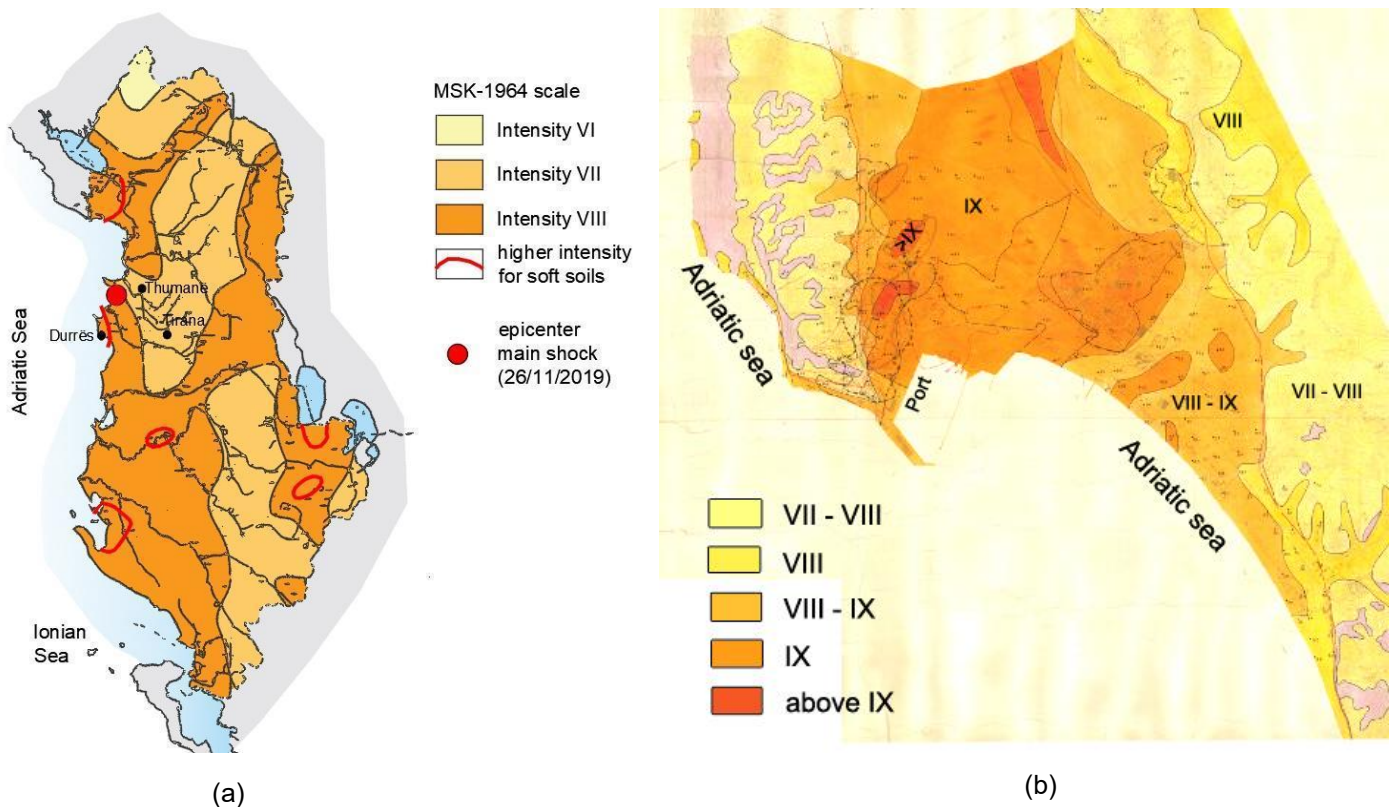 MSK-1964 scale
Intensity VI
Intensity VII
Intensity VIII
higher intensity
for soft soils
epicenter
main shock
(26/11/2019)
Thumanë
Tirana
Durrës
Adriatic Sea
Ionian
Sea
(a)
VIII
IX
>IX
Adriatic sea
Port
VIII - IX
VII - VIII
Adriatic sea
VII - VIII
VIII
VIII - IX
IX
above IX
(b)